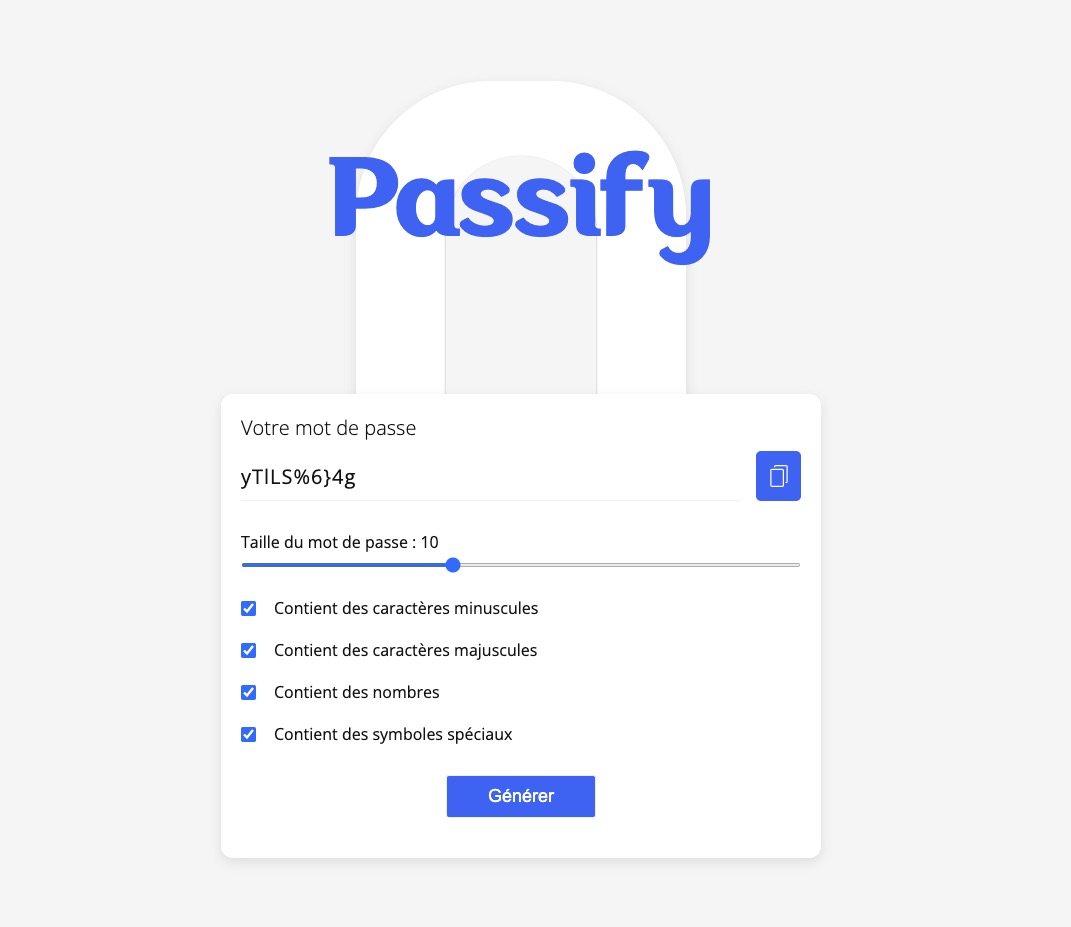 Passify
Votre mot de passe
yTlLS%6}4g
Taille du mot de passe : 10
Contient des caractères minuscules
Contient des caractères majuscules
Contient des nombres
Contient des symboles spéciaux
Générer